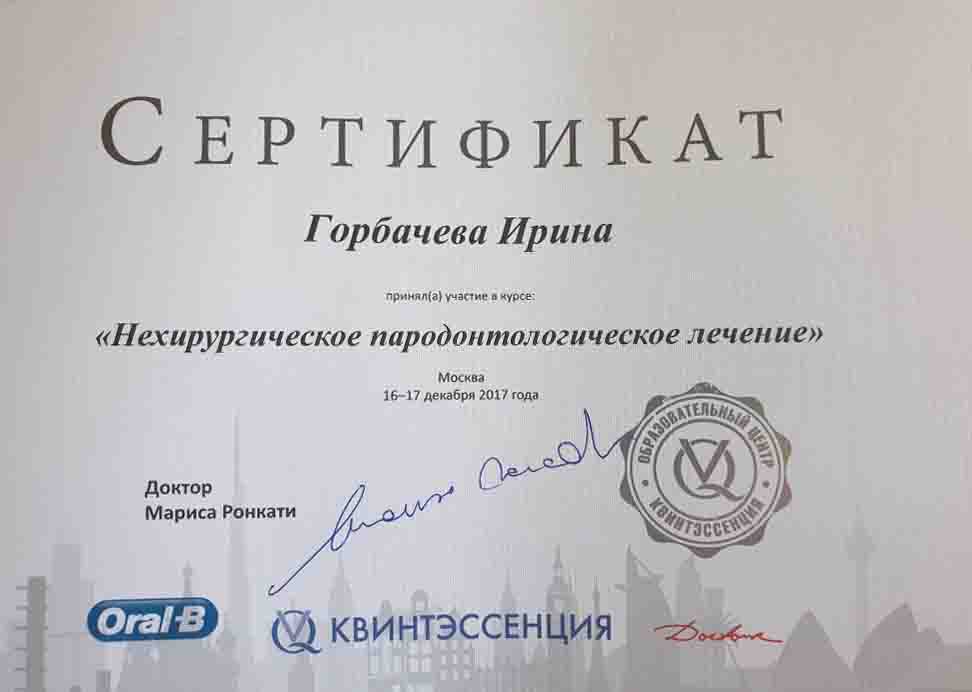 СЕРТИФИКАТ
Горбачева Ирина
принял(а) участие в курсе:
«Нехирургическое пародонтологическое лечение»
Москва
16–17 декабря 2017 года
ОБРАЗОВАТЕЛЬНЫЙ ЦЕНТР
КВИНТЭССЕНЦИЯ
Доктор
Мариса Ронкати
Oral-B
КВИНТЭССЕНЦИЯ